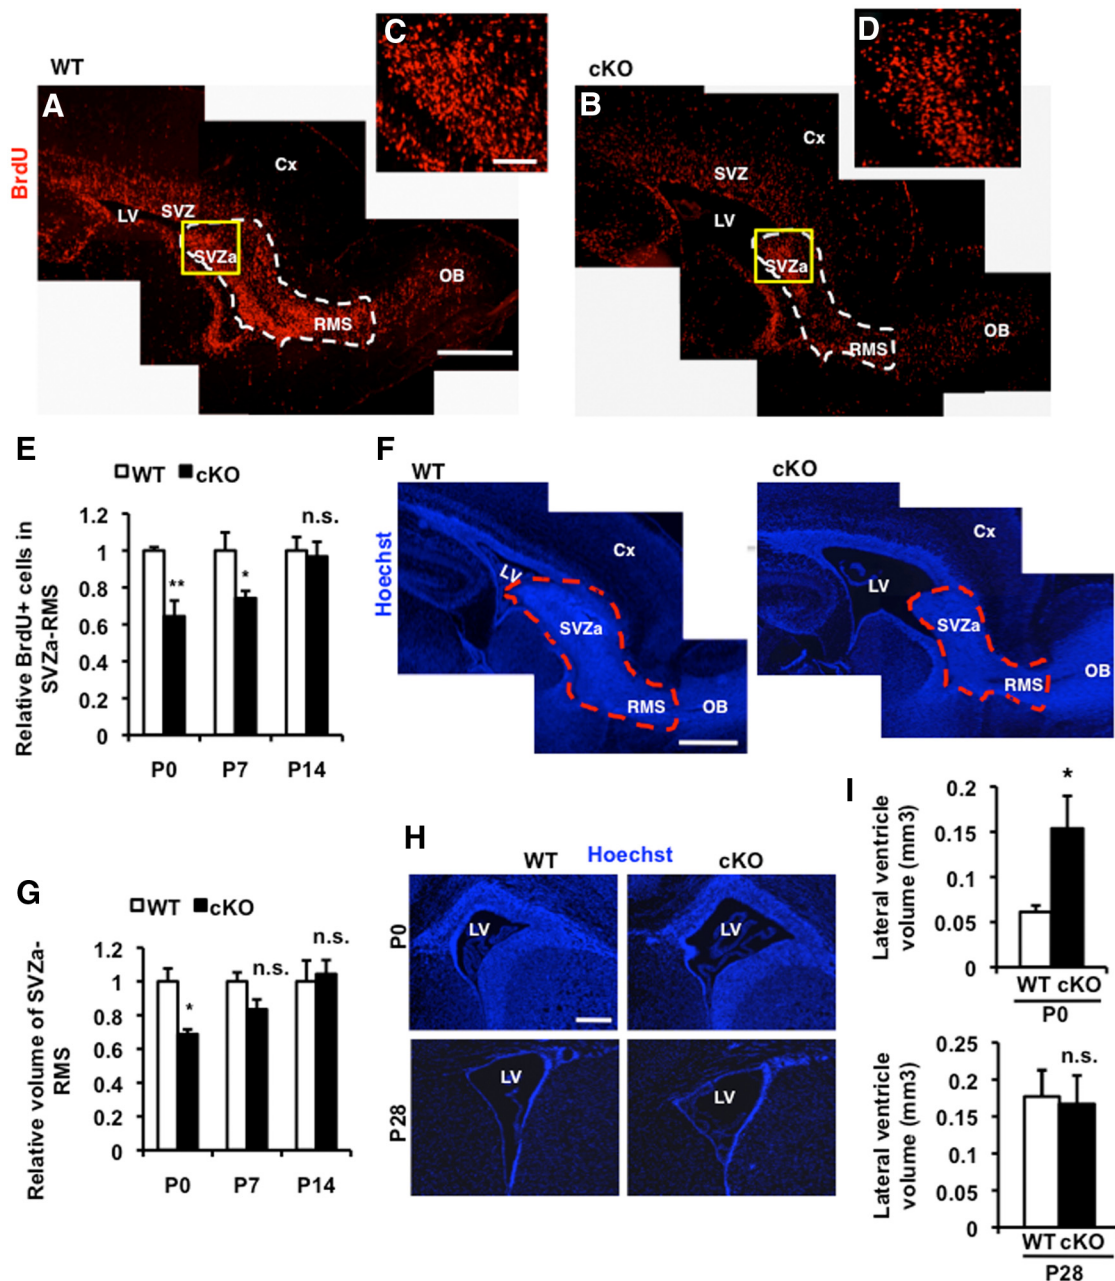 C
D
WT
cKO
A
B
BrdU
Cx
Cx
LV
SVZ
SVZ
LV
SVZa
SVZa
OB
RMS
OB
RMS
E
WT cKO
Relative BrdU+ cells in
SVZa-RMS
1.2
1
0.8
0.6
0.4
0.2
0
**
*
n.s.
P0 P7 P14
F
WT
cKO
Hoechst
Cx
LV
SVZa
RMS
OB
Cx
LV
SVZa
RMS
OB
G
WT cKO
Relative volume of SVZa-
RMS
1.2
1
0.8
0.6
0.4
0.2
0
*
n.s.
n.s.
P0 P7 P14
H
WT Hoechst cKO
P0
LV
LV
P28
LV
LV
I
Lateral ventricle
volume (mm3)
0.2
0.15
0.1
0.05
0
*
WT cKO
P0
Lateral ventricle
volume (mm3)
0.25
0.2
0.15
0.1
0.05
0
n.s.
WT cKO
P28